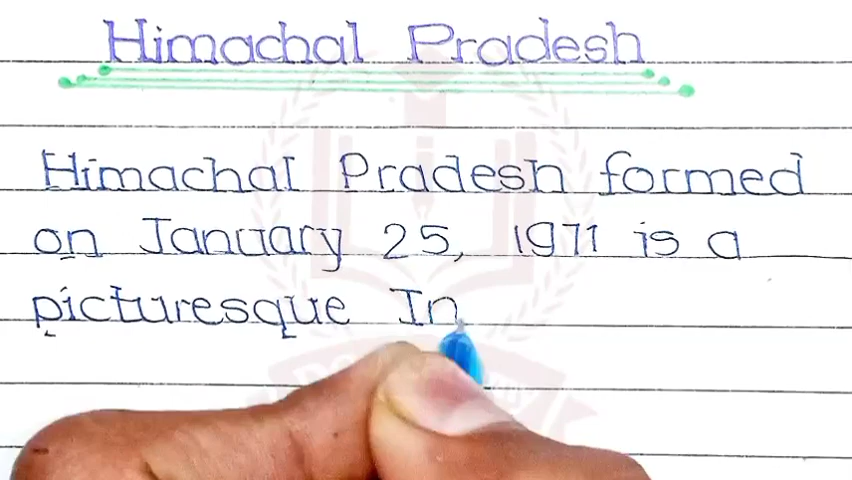 Himachal Pradesh
Himachal Pradesh formed
on January 25, 1971 is a
picturesque In